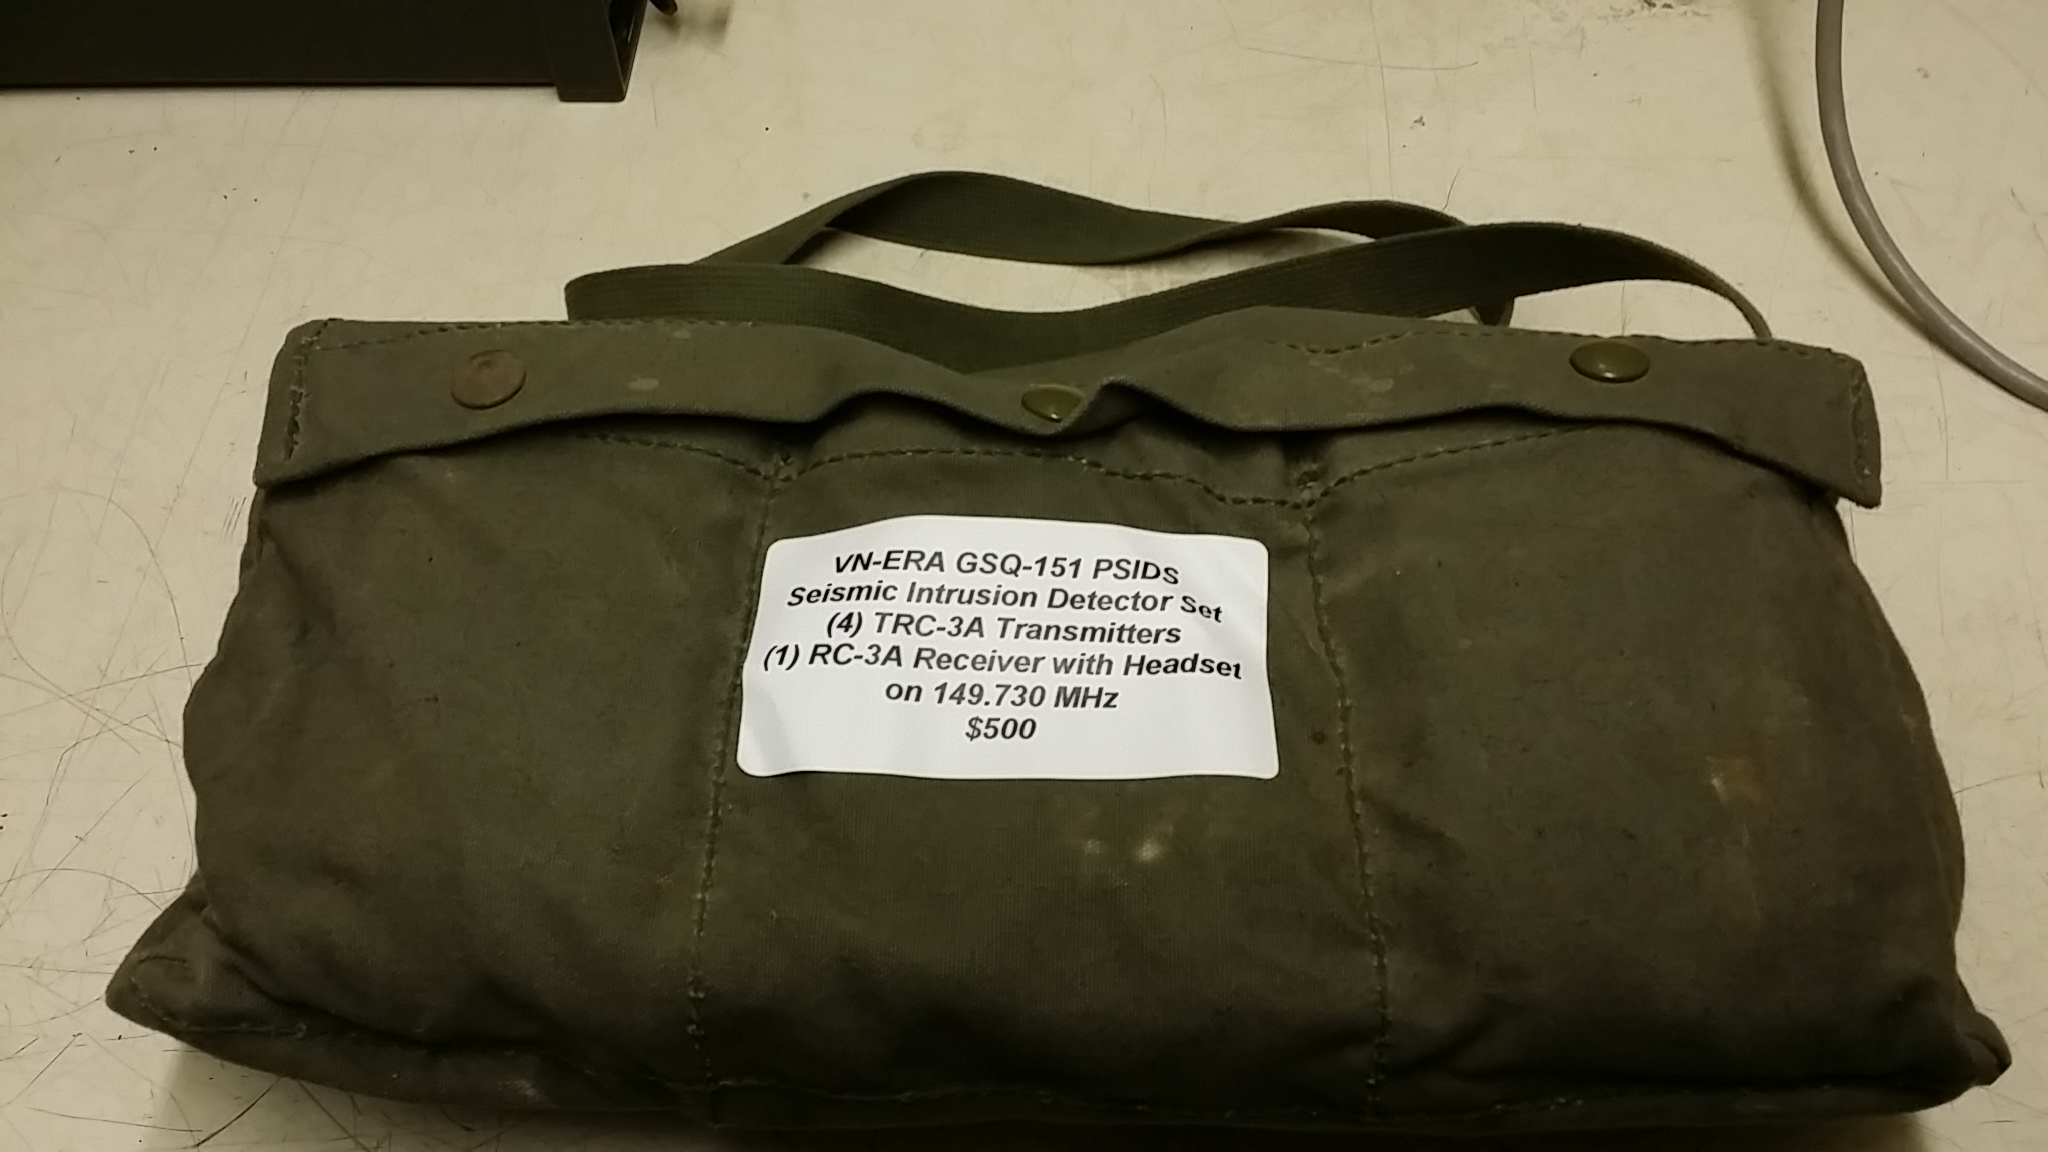 VN-ERA GSQ-151 PSIDS
Seismic Intrusion Detector Set
(4) TRC-3A Transmitters
(1) RC-3A Receiver with Headset
on 149.730 MHz
$500